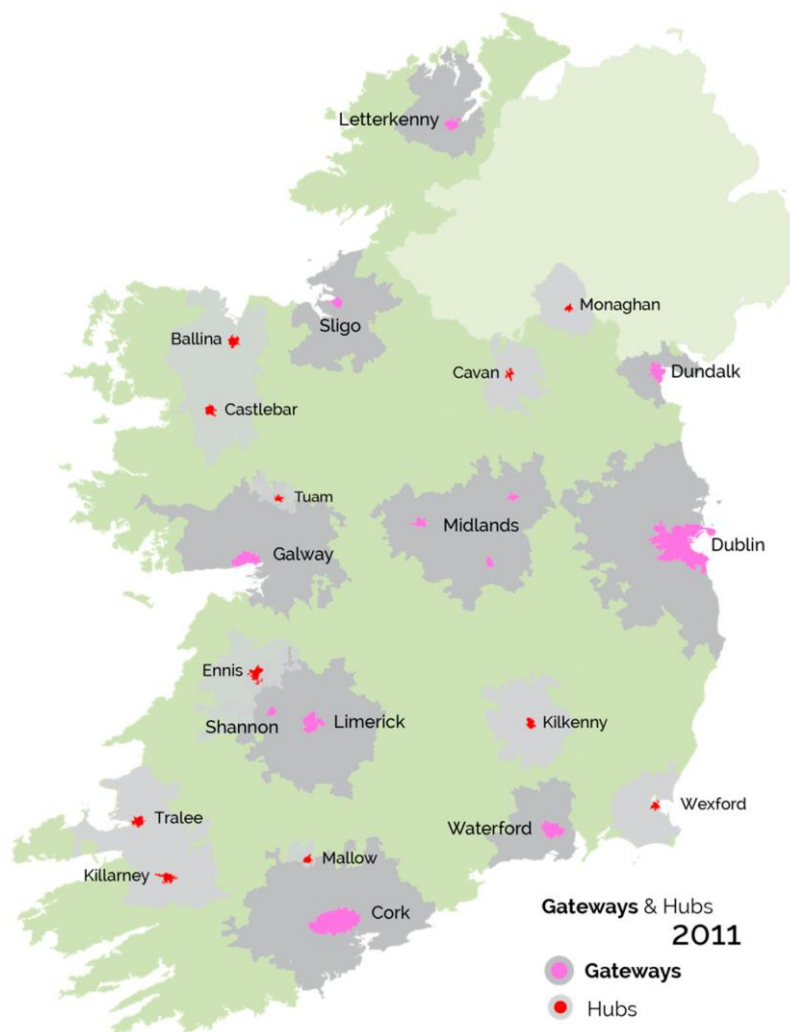 Letterkenny
Monaghan
Sligo
Ballina
Cavan
Dundalk
Castlebar
Tuam
Midlands
Dublin
Galway
Ennis
Shannon
Limerick
Kilkenny
Wexford
Tralee
Waterford
Mallow
Killarney
Cork
Gateways & Hubs
2011
Gateways
Hubs